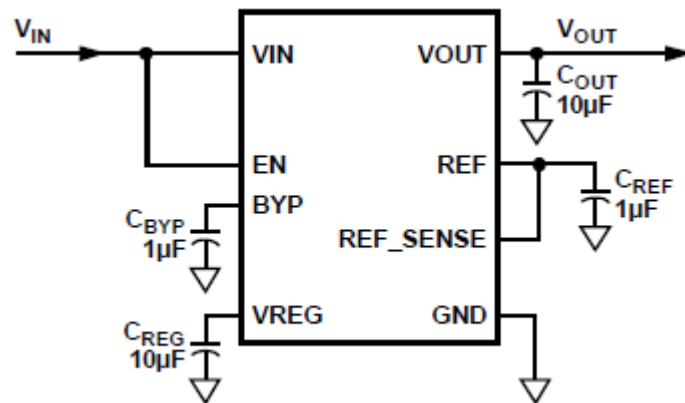 VIN
VOUT
VIN
VOUT
COUT
10µF
EN
REF
CREF
1µF
BYP
CBYP
1µF
REF_SENSE
VREG
GND
CREG
10µF